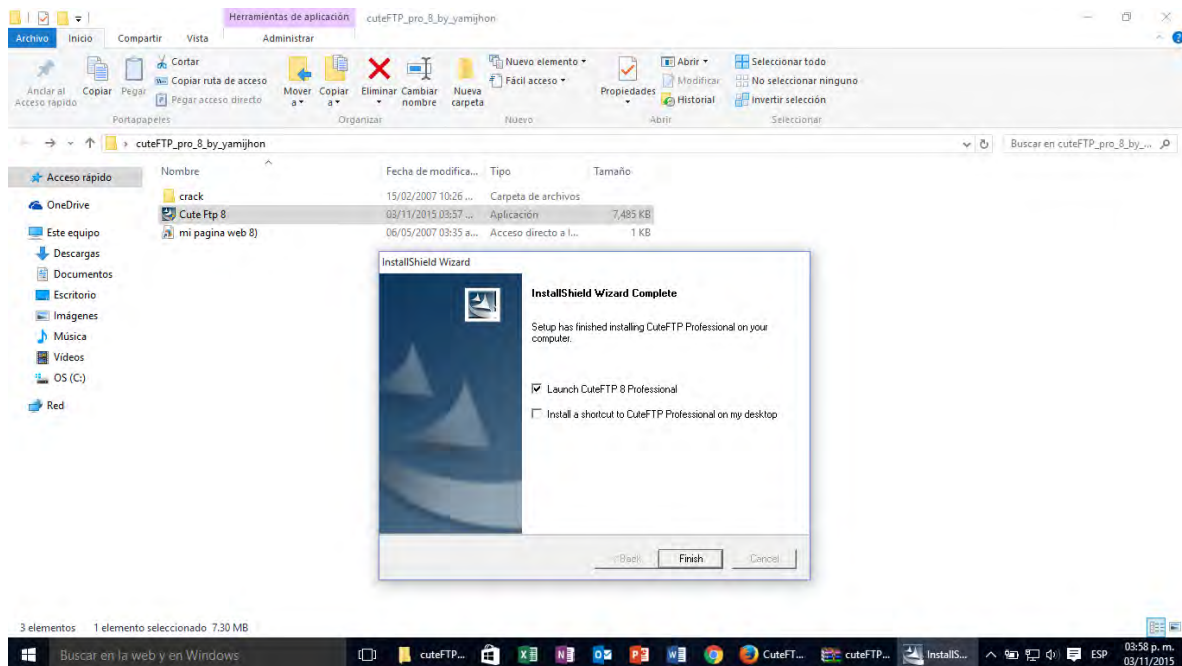 Herramientas de aplicación cuteFTP_pro_8_by_yamijhon
Archivo Inicio Compartir Vista Administrar
Anclar al Acceso rápido
Copiar
Pegar
Cortar
Copiar ruta de acceso
Pegar acceso directo
Portapapeles
Mover a
Copiar a
Eliminar
Cambiar nombre
Nueva carpeta
Organizar
Nuevo elemento
Fácil acceso
Nuevo
Propiedades
Abrir
Modificar
Historial
Abrir
Seleccionar todo
No seleccionar ninguno
Invertir selección
Seleccionar
cuteFTP_pro_8_by_yamijhon
Buscar en cuteFTP_pro_8_by_...
Acceso rápido
OneDrive
Este equipo
Descargas
Documentos
Escritorio
Imágenes
Música
Vídeos
OS (C:)
Red
Nombre Fecha de modifica... Tipo Tamaño
crack 15/02/2007 10:26 ... Carpeta de archivos
Cute Ftp 8 03/11/2015 03:57 ... Aplicación 7,485 KB
mi pagina web 8) 06/05/2007 03:35 a... Acceso directo a I... 1 KB
InstallShield Wizard
InstallShield Wizard Complete
Setup has finished installing CuteFTP Professional on your
computer.
Launch CuteFTP 8 Professional
Install a shortcut to CuteFTP Professional on my desktop
< Back Finish Cancel
3 elementos 1 elemento seleccionado 7.30 MB
Buscar en la web y en Windows
cuteFTP... CuteFT... cuteFTP... InstallS... ESP
03:58 p. m.
03/11/2015